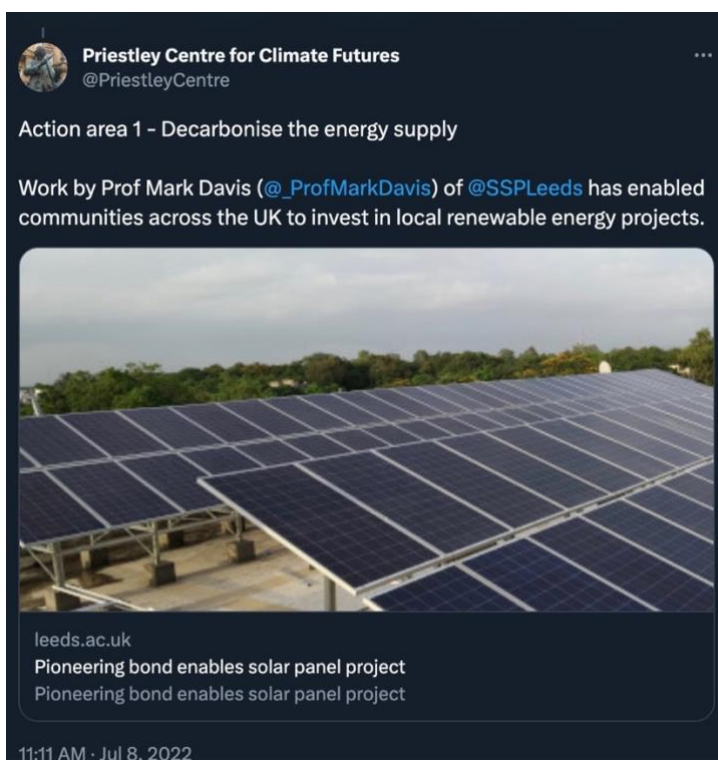 Priestley Centre for Climate Futures
@PriestleyCentre
Action area 1 - Decarbonise the energy supply
Work by Prof Mark Davis (@_ProfMarkDavis) of @SSPLeeds has enabled
communities across the UK to invest in local renewable energy projects.
leeds.ac.uk
Pioneering bond enables solar panel project
Pioneering bond enables solar panel project
11:11 AM · Jul 8, 2022